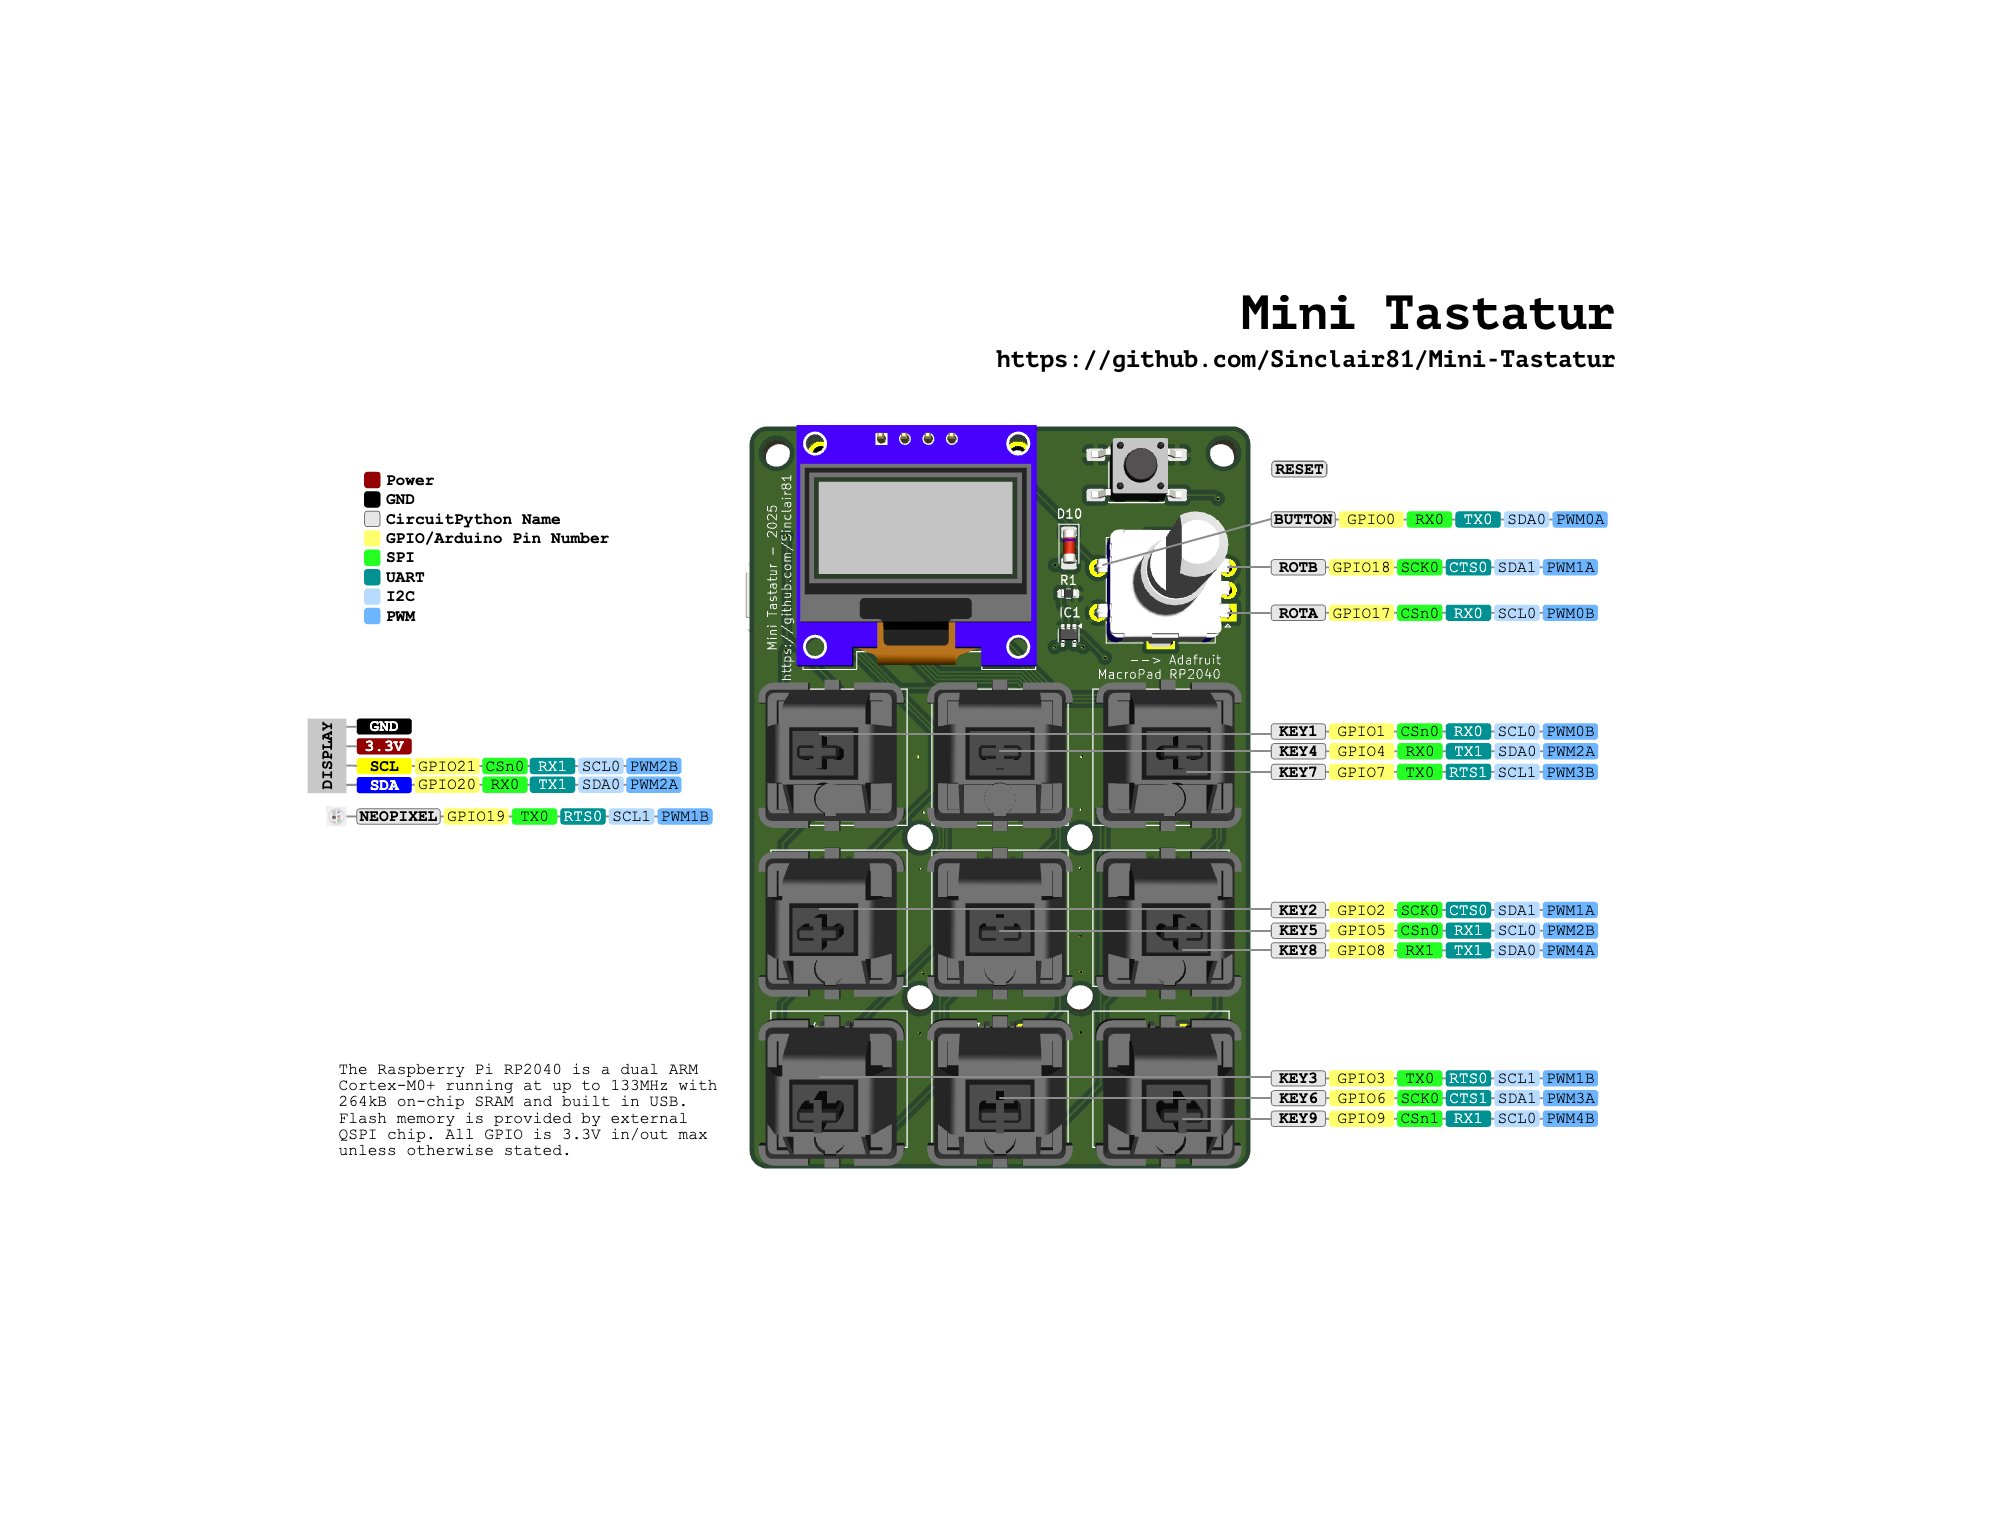 Mini Tastatur
https://github.com/Sinclair81/Mini-Tastatur
Power
GND
CircuitPython Name
GPIO/Arduino Pin Number
SPI
UART
I2C
PWM
Mini Tastatur - 2025
https://github.com/Sinclair81
D10
R1
IC1
--> Adafruit
MacroPad RP2040
RESET
BUTTON GPIO0 RX0 TX0 SDA0 PWM0A
ROTB GPIO18 SCK0 CTS0 SDA1 PWM1A
ROTA GPIO17 CSn0 RX0 SCL0 PWM0B
DISPLAY
GND
3.3V
SCL GPIO21 CSn0 RX1 SCL0 PWM2B
SDA GPIO20 RX0 TX1 SDA0 PWM2A
NEOPIXEL GPIO19 TX0 RTS0 SCL1 PWM1B
KEY1 GPIO1 CSn0 RX0 SCL0 PWM0B
KEY4 GPIO4 RX0 TX1 SDA0 PWM2A
KEY7 GPIO7 TX0 RTS1 SCL1 PWM3B
KEY2 GPIO2 SCK0 CTS0 SDA1 PWM1A
KEY5 GPIO5 CSn0 RX1 SCL0 PWM2B
KEY8 GPIO8 RX1 TX1 SDA0 PWM4A
KEY3 GPIO3 TX0 RTS0 SCL1 PWM1B
KEY6 GPIO6 SCK0 CTS1 SDA1 PWM3A
KEY9 GPIO9 CSn1 RX1 SCL0 PWM4B
The Raspberry Pi RP2040 is a dual ARM
Cortex-M0+ running at up to 133MHz with
264kB on-chip SRAM and built in USB.
Flash memory is provided by external
QSPI chip. All GPIO is 3.3V in/out max
unless otherwise stated.